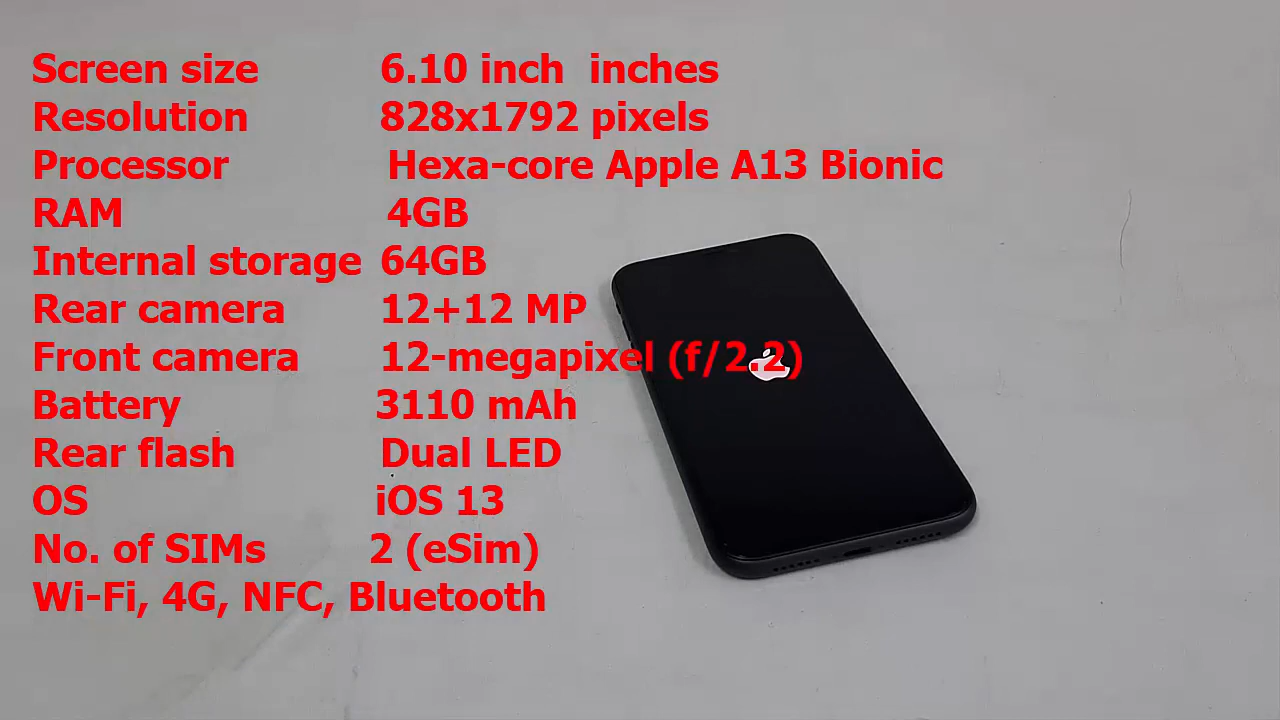 Screen size 6.10 inch inches
Resolution 828x1792 pixels
Processor Hexa-core Apple A13 Bionic
RAM 4GB
Internal storage 64GB
Rear camera 12+12 MP
Front camera 12-megapixel (f/2.2)
Battery 3110 mAh
Rear flash Dual LED
OS iOS 13
No. of SIMs 2 (eSim)
Wi-Fi, 4G, NFC, Bluetooth